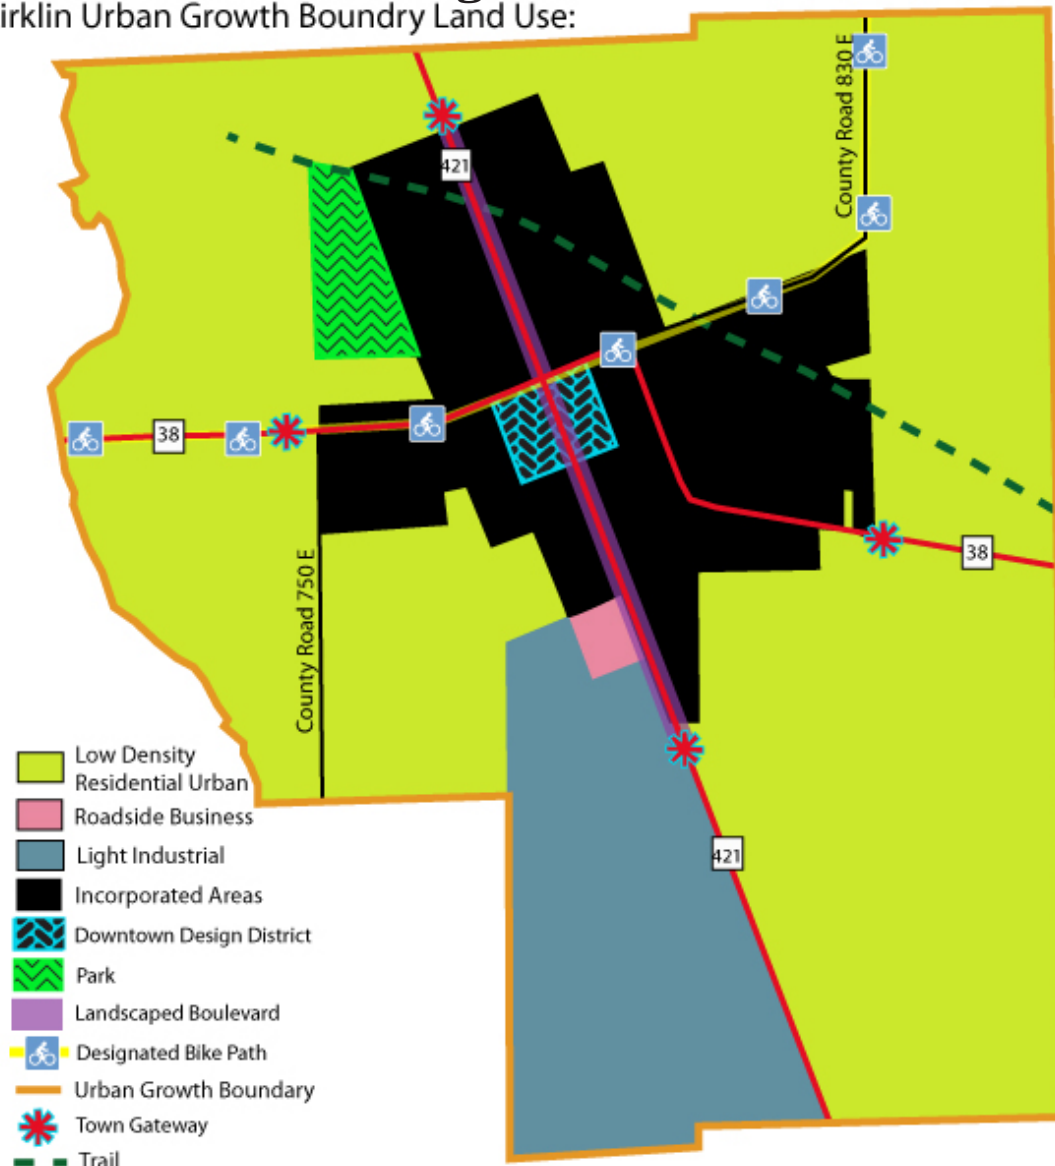 irklin Urban Growth Boundry Land Use:
County Road 830 E
421
38
38
County Road 750 E
421
Low Density
Residential Urban
Roadside Business
Light Industrial
Incorporated Areas
Downtown Design District
Park
Landscaped Boulevard
Designated Bike Path
Urban Growth Boundary
Town Gateway
Trail